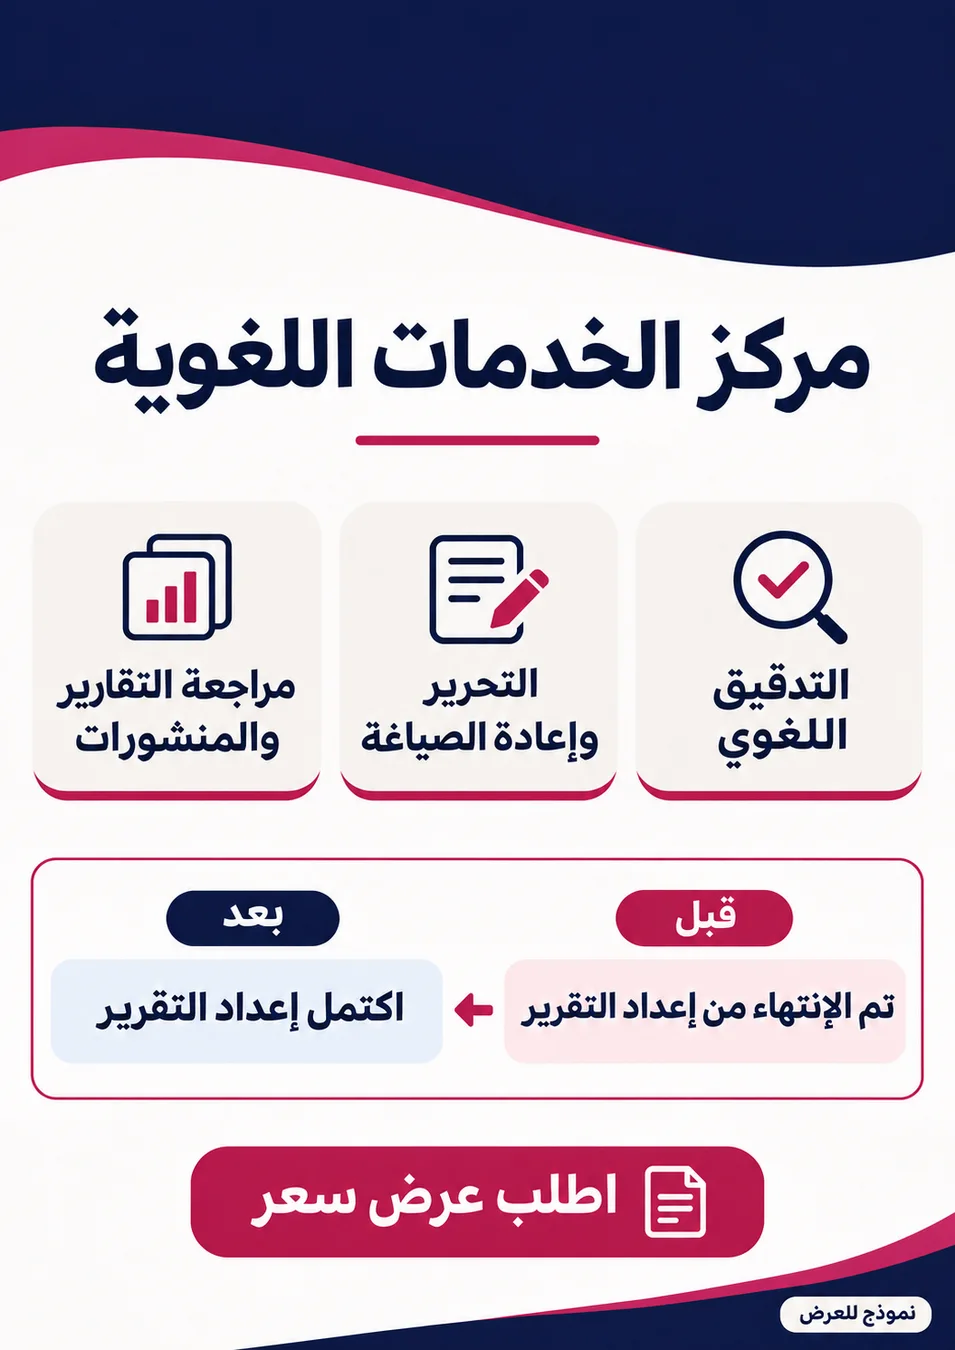 مركز الخدمات اللغوية
التدقيق
اللغوي
التحرير
وإعادة الصياغة
مراجعة التقارير
والمنشورات
قبل
تم الإنتهاء من إعداد التقرير
بعد
اكتمل إعداد التقرير
اطلب عرض سعر
نموذج للعرض